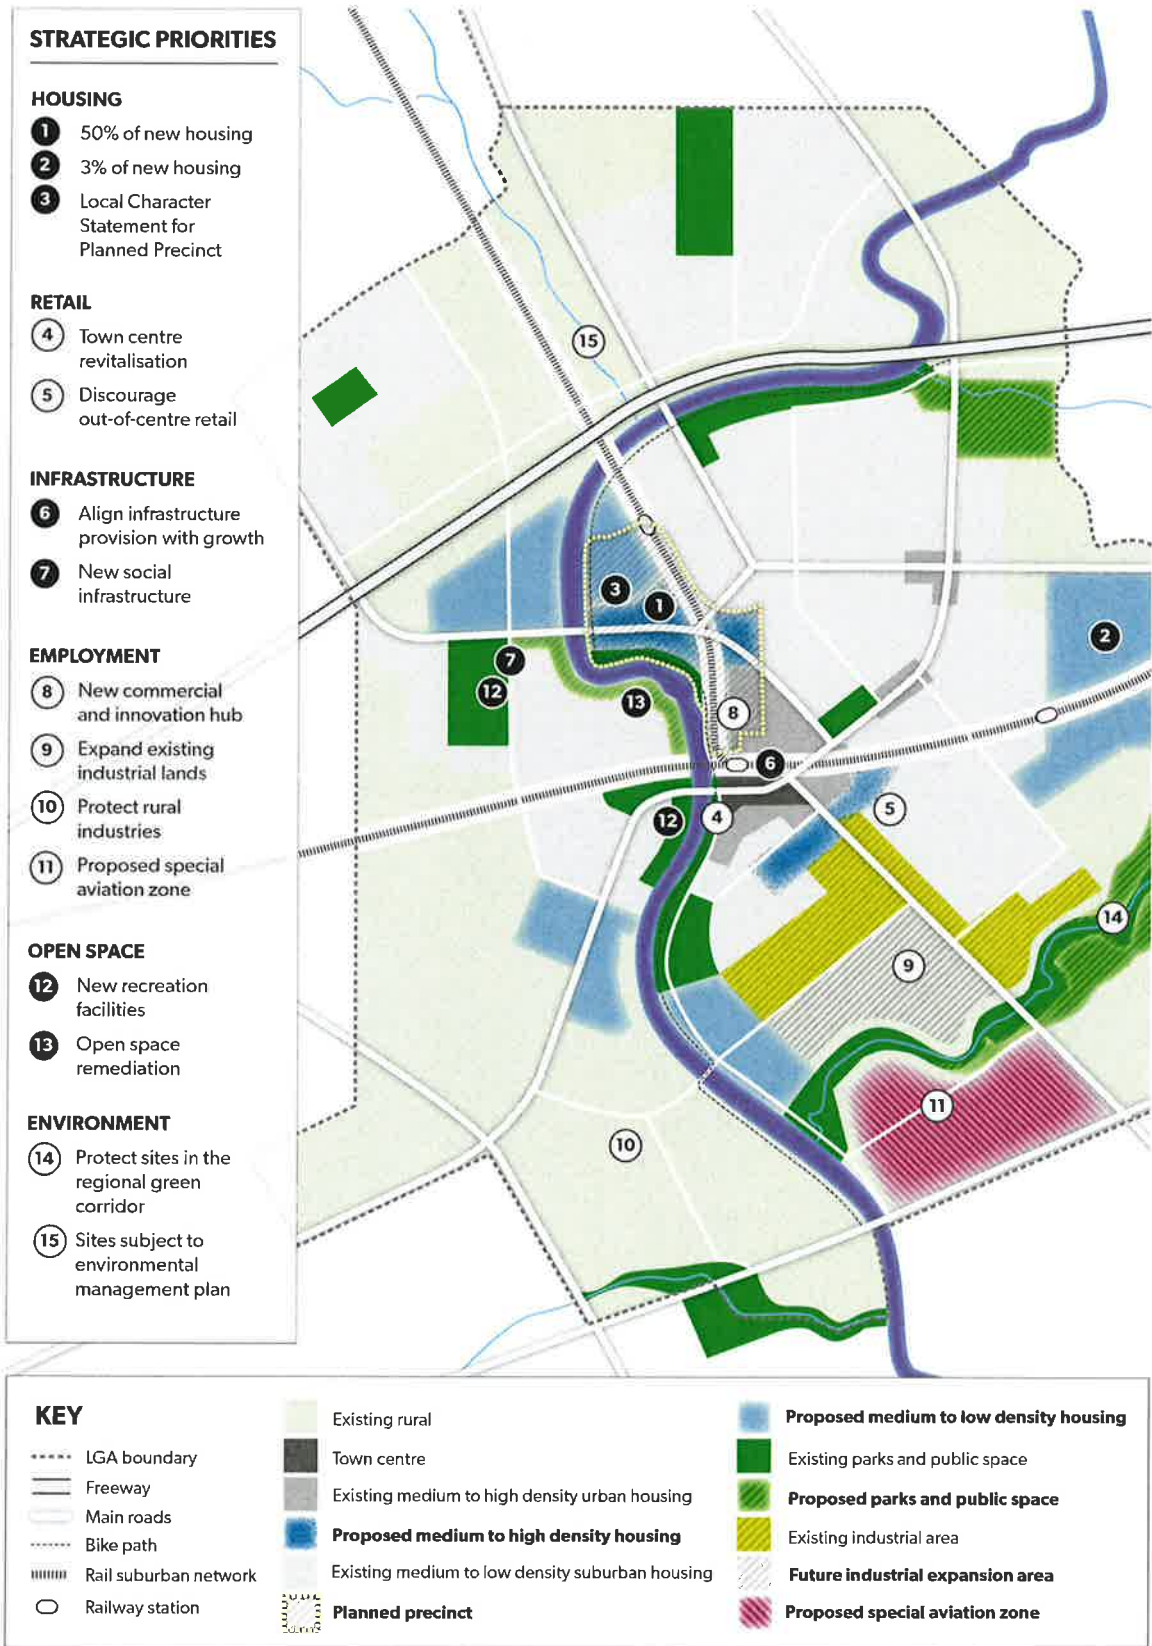 STRATEGIC PRIORITIES
HOUSING
1 50% of new housing
2 3% of new housing
3 Local Character
Statement for
Planned Precinct
RETAIL
4 Town centre
revitalisation
5 Discourage
out-of-centre retail
INFRASTRUCTURE
6 Align infrastructure
provision with growth
7 New social
infrastructure
EMPLOYMENT
8 New commercial
and innovation hub
9 Expand existing
industrial lands
10 Protect rural
industries
11 Proposed special
aviation zone
OPEN SPACE
12 New recreation
facilities
13 Open space
remediation
ENVIRONMENT
14 Protect sites in the
regional green
corridor
15 Sites subject to
environmental
management plan
15
3
1
2
7
12
13
8
6
12
4
5
14
9
11
10
KEY
LGA boundary
Freeway
Main roads
Bike path
Rail suburban network
Railway station
Existing rural
Town centre
Existing medium to high density urban housing
Proposed medium to high density housing
Existing medium to low density suburban housing
Planned precinct
Proposed medium to low density housing
Existing parks and public space
Proposed parks and public space
Existing industrial area
Future industrial expansion area
Proposed special aviation zone